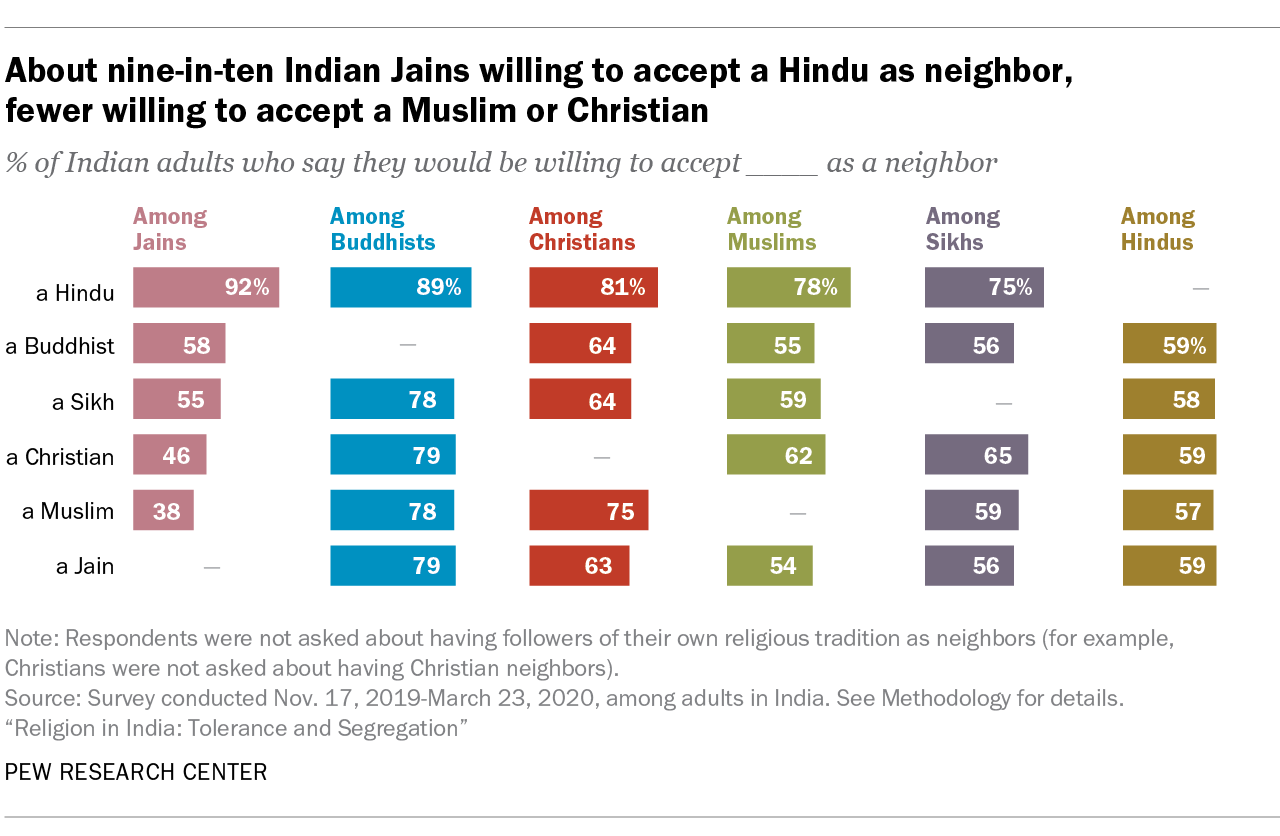 About nine-in-ten Indian Jains willing to accept a Hindu as neighbor,
fewer willing to accept a Muslim or Christian
% of Indian adults who say they would be willing to accept _____ as a neighbor
Among Jains Among Buddhists Among Christians Among Muslims Among Sikhs Among Hindus
a Hindu 92% 89% 81% 78% 75% –
a Buddhist 58 – 64 55 56 59%
a Sikh 55 78 64 59 – 58
a Christian 46 79 – 62 65 59
a Muslim 38 78 75 – 59 57
a Jain – 79 63 54 56 59
Note: Respondents were not asked about having followers of their own religious tradition as neighbors (for example,
Christians were not asked about having Christian neighbors).
Source: Survey conducted Nov. 17, 2019-March 23, 2020, among adults in India. See Methodology for details.
“Religion in India: Tolerance and Segregation”
PEW RESEARCH CENTER